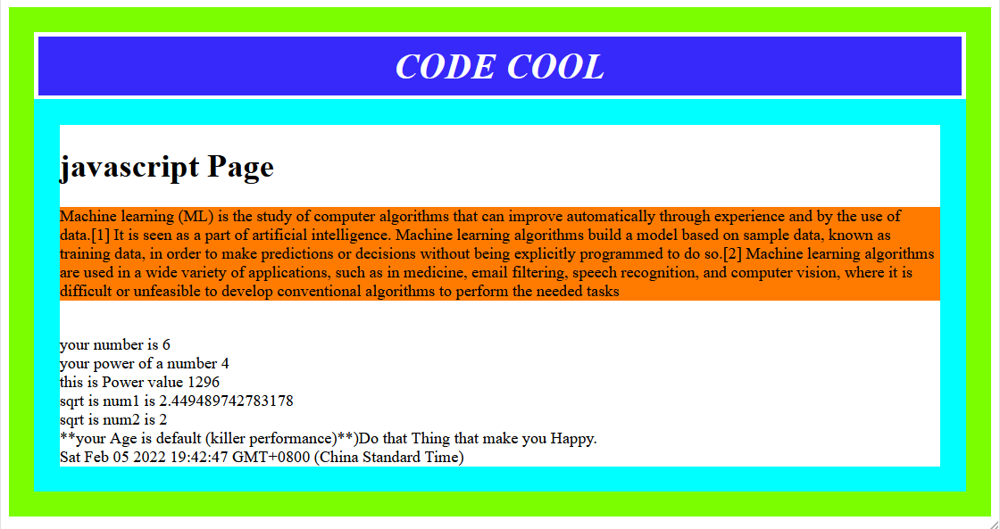 CODE COOL
javascript Page
Machine learning (ML) is the study of computer algorithms that can improve automatically through experience and by the use of
data.[1] It is seen as a part of artificial intelligence. Machine learning algorithms build a model based on sample data, known as
training data, in order to make predictions or decisions without being explicitly programmed to do so.[2] Machine learning algorithms
are used in a wide variety of applications, such as in medicine, email filtering, speech recognition, and computer vision, where it is
difficult or unfeasible to develop conventional algorithms to perform the needed tasks
your number is 6
your power of a number 4
this is Power value 1296
sqrt is num1 is 2.449489742783178
sqrt is num2 is 2
**your Age is default (killer performance)**)Do that Thing that make you Happy.
Sat Feb 05 2022 19:42:47 GMT+0800 (China Standard Time)